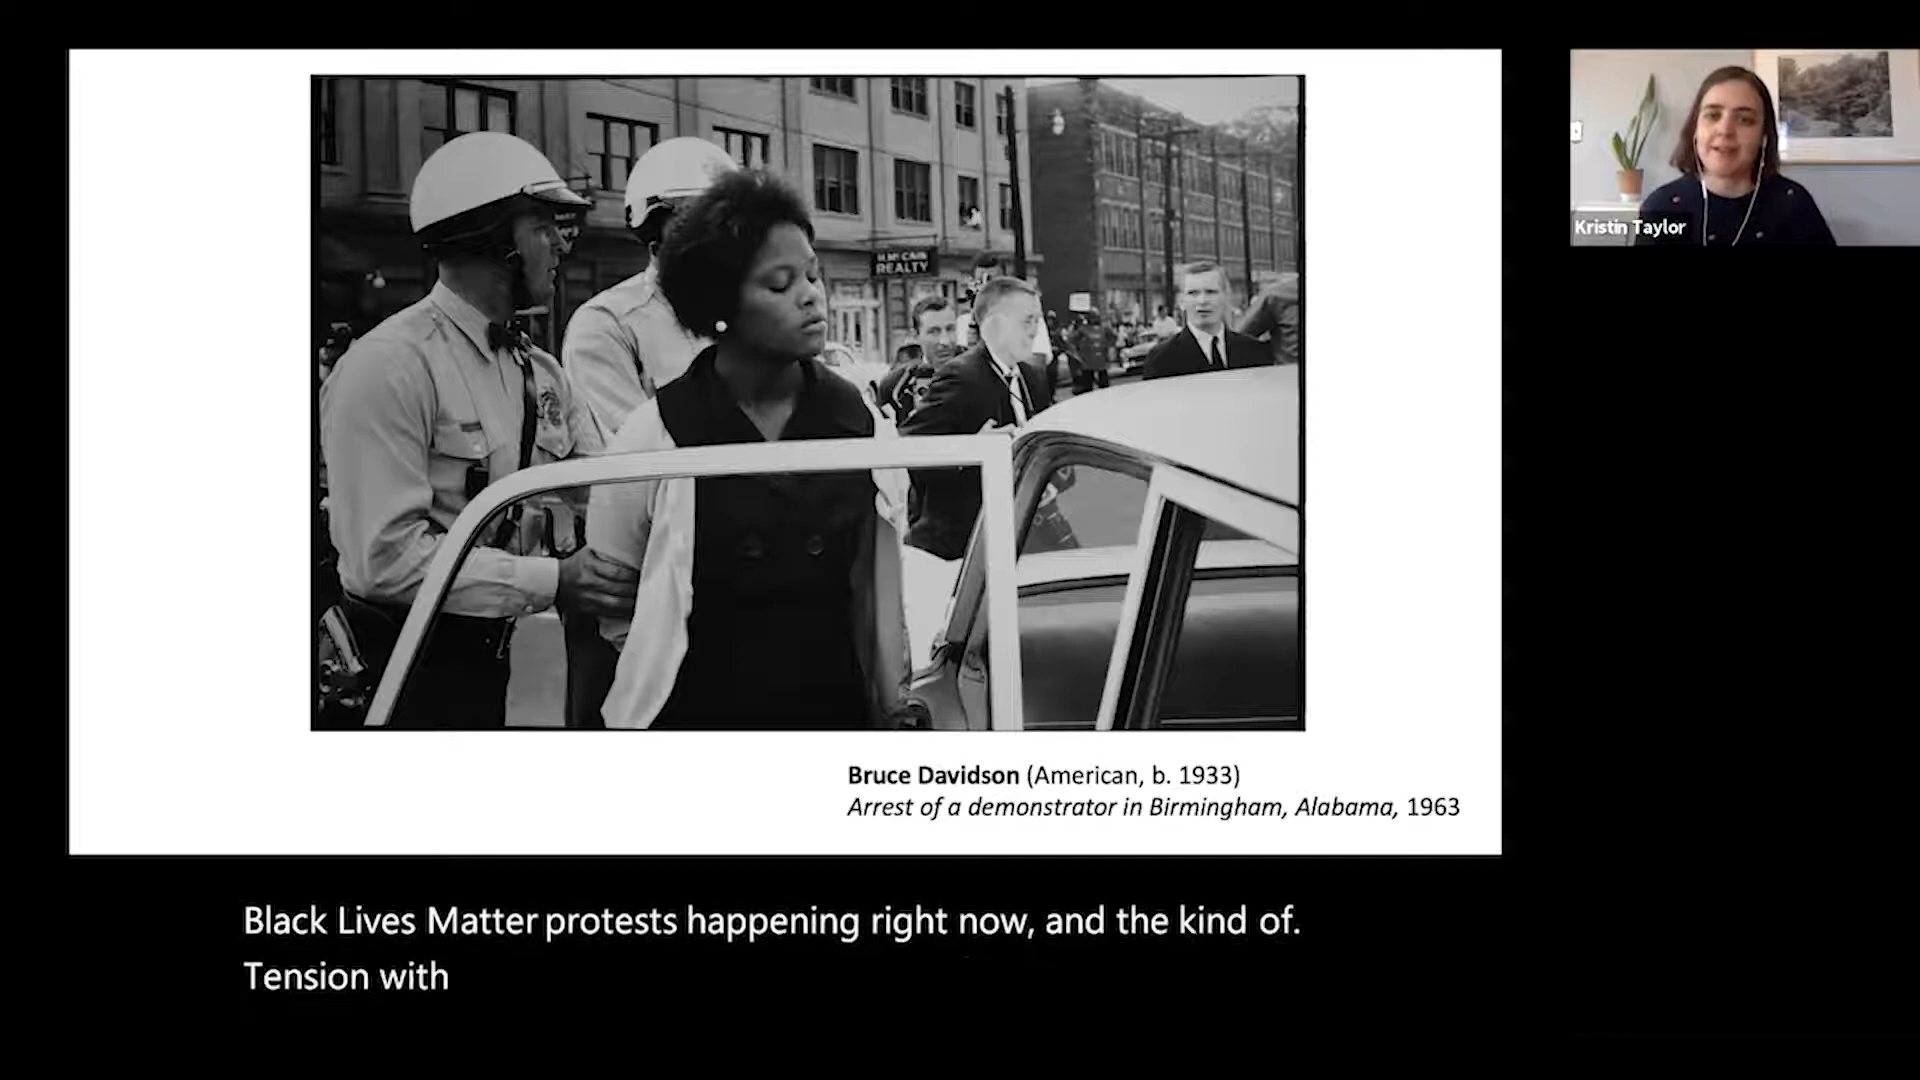 H. McCAIN
REALTY
Kristin Taylor
Bruce Davidson (American, b. 1933)
Arrest of a demonstrator in Birmingham, Alabama, 1963
Black Lives Matter protests happening right now, and the kind of.
Tension with